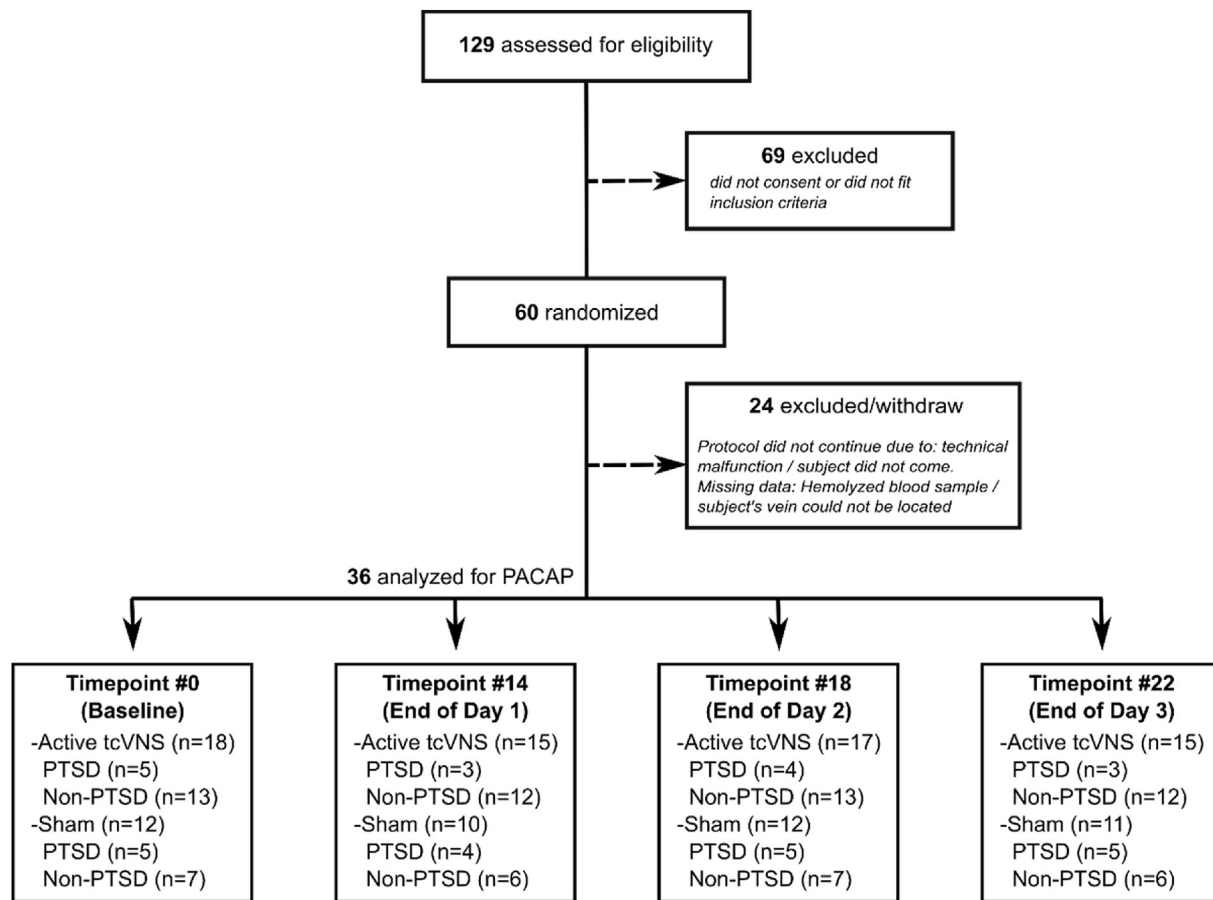 129 assessed for eligibility
69 excluded
did not consent or did not fit
inclusion criteria
60 randomized
24 excluded/withdraw
Protocol did not continue due to: technical
malfunction / subject did not come.
Missing data: Hemolyzed blood sample /
subject's vein could not be located
36 analyzed for PACAP
Timepoint #0
(Baseline)
-Active tcVNS (n=18)
PTSD (n=5)
Non-PTSD (n=13)
-Sham (n=12)
PTSD (n=5)
Non-PTSD (n=7)
Timepoint #14
(End of Day 1)
-Active tcVNS (n=15)
PTSD (n=3)
Non-PTSD (n=12)
-Sham (n=10)
PTSD (n=4)
Non-PTSD (n=6)
Timepoint #18
(End of Day 2)
-Active tcVNS (n=17)
PTSD (n=4)
Non-PTSD (n=13)
-Sham (n=12)
PTSD (n=5)
Non-PTSD (n=7)
Timepoint #22
(End of Day 3)
-Active tcVNS (n=15)
PTSD (n=3)
Non-PTSD (n=12)
-Sham (n=11)
PTSD (n=5)
Non-PTSD (n=6)